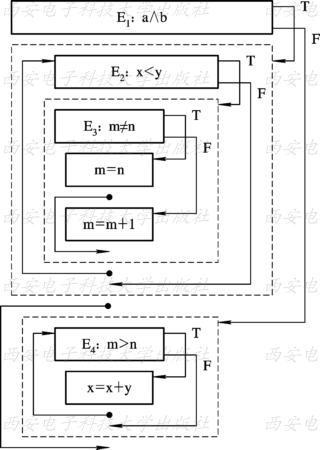 E₁: a∧b
T
F
E₂: x<y
T
F
E₃: m≠n
T
F
m=n
m=m+1
E₄: m>n
T
F
x=x+y
西安电子科技大学出版社
西安电子科技大学出版社
西安电子科技大学出版社
西安电子科技大学出版社
西安电子科技大学出版社
西安电子科技大学出版社